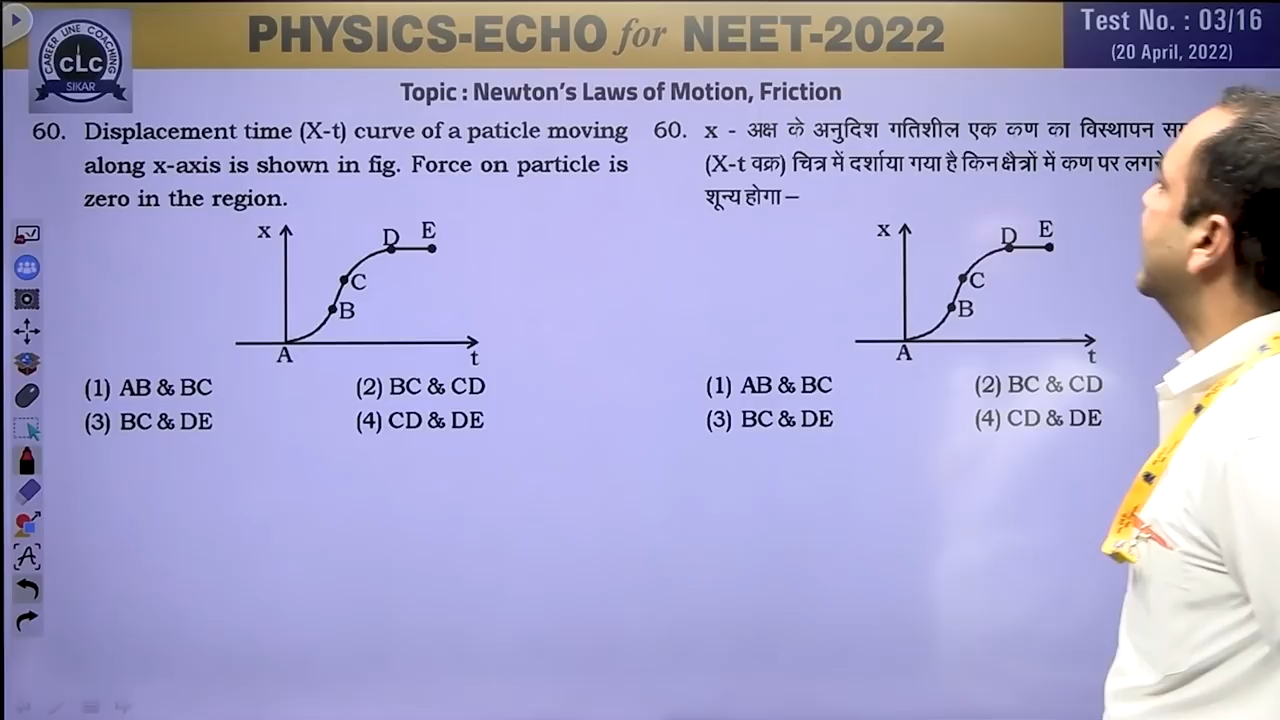 PHYSICS-ECHO for NEET-2022
Test No. : 03/16
(20 April, 2022)
CAREER LINE COACHING
CLC
SIKAR
Topic : Newton's Laws of Motion, Friction
60. Displacement time (X-t) curve of a paticle moving
along x-axis is shown in fig. Force on particle is
zero in the region.
x
D
E
C
B
A
t
(1) AB & BC
(2) BC & CD
(3) BC & DE
(4) CD & DE
60. x - अक्ष के अनुदिश गतिशील एक कण का विस्थापन
(X-t वक्र) चित्र में दर्शाया गया है किन क्षैत्रों में कण पर
शून्य होगा –
x
D
E
C
B
A
t
(1) AB & BC
(2) BC & CD
(3) BC & DE
(4) CD & DE